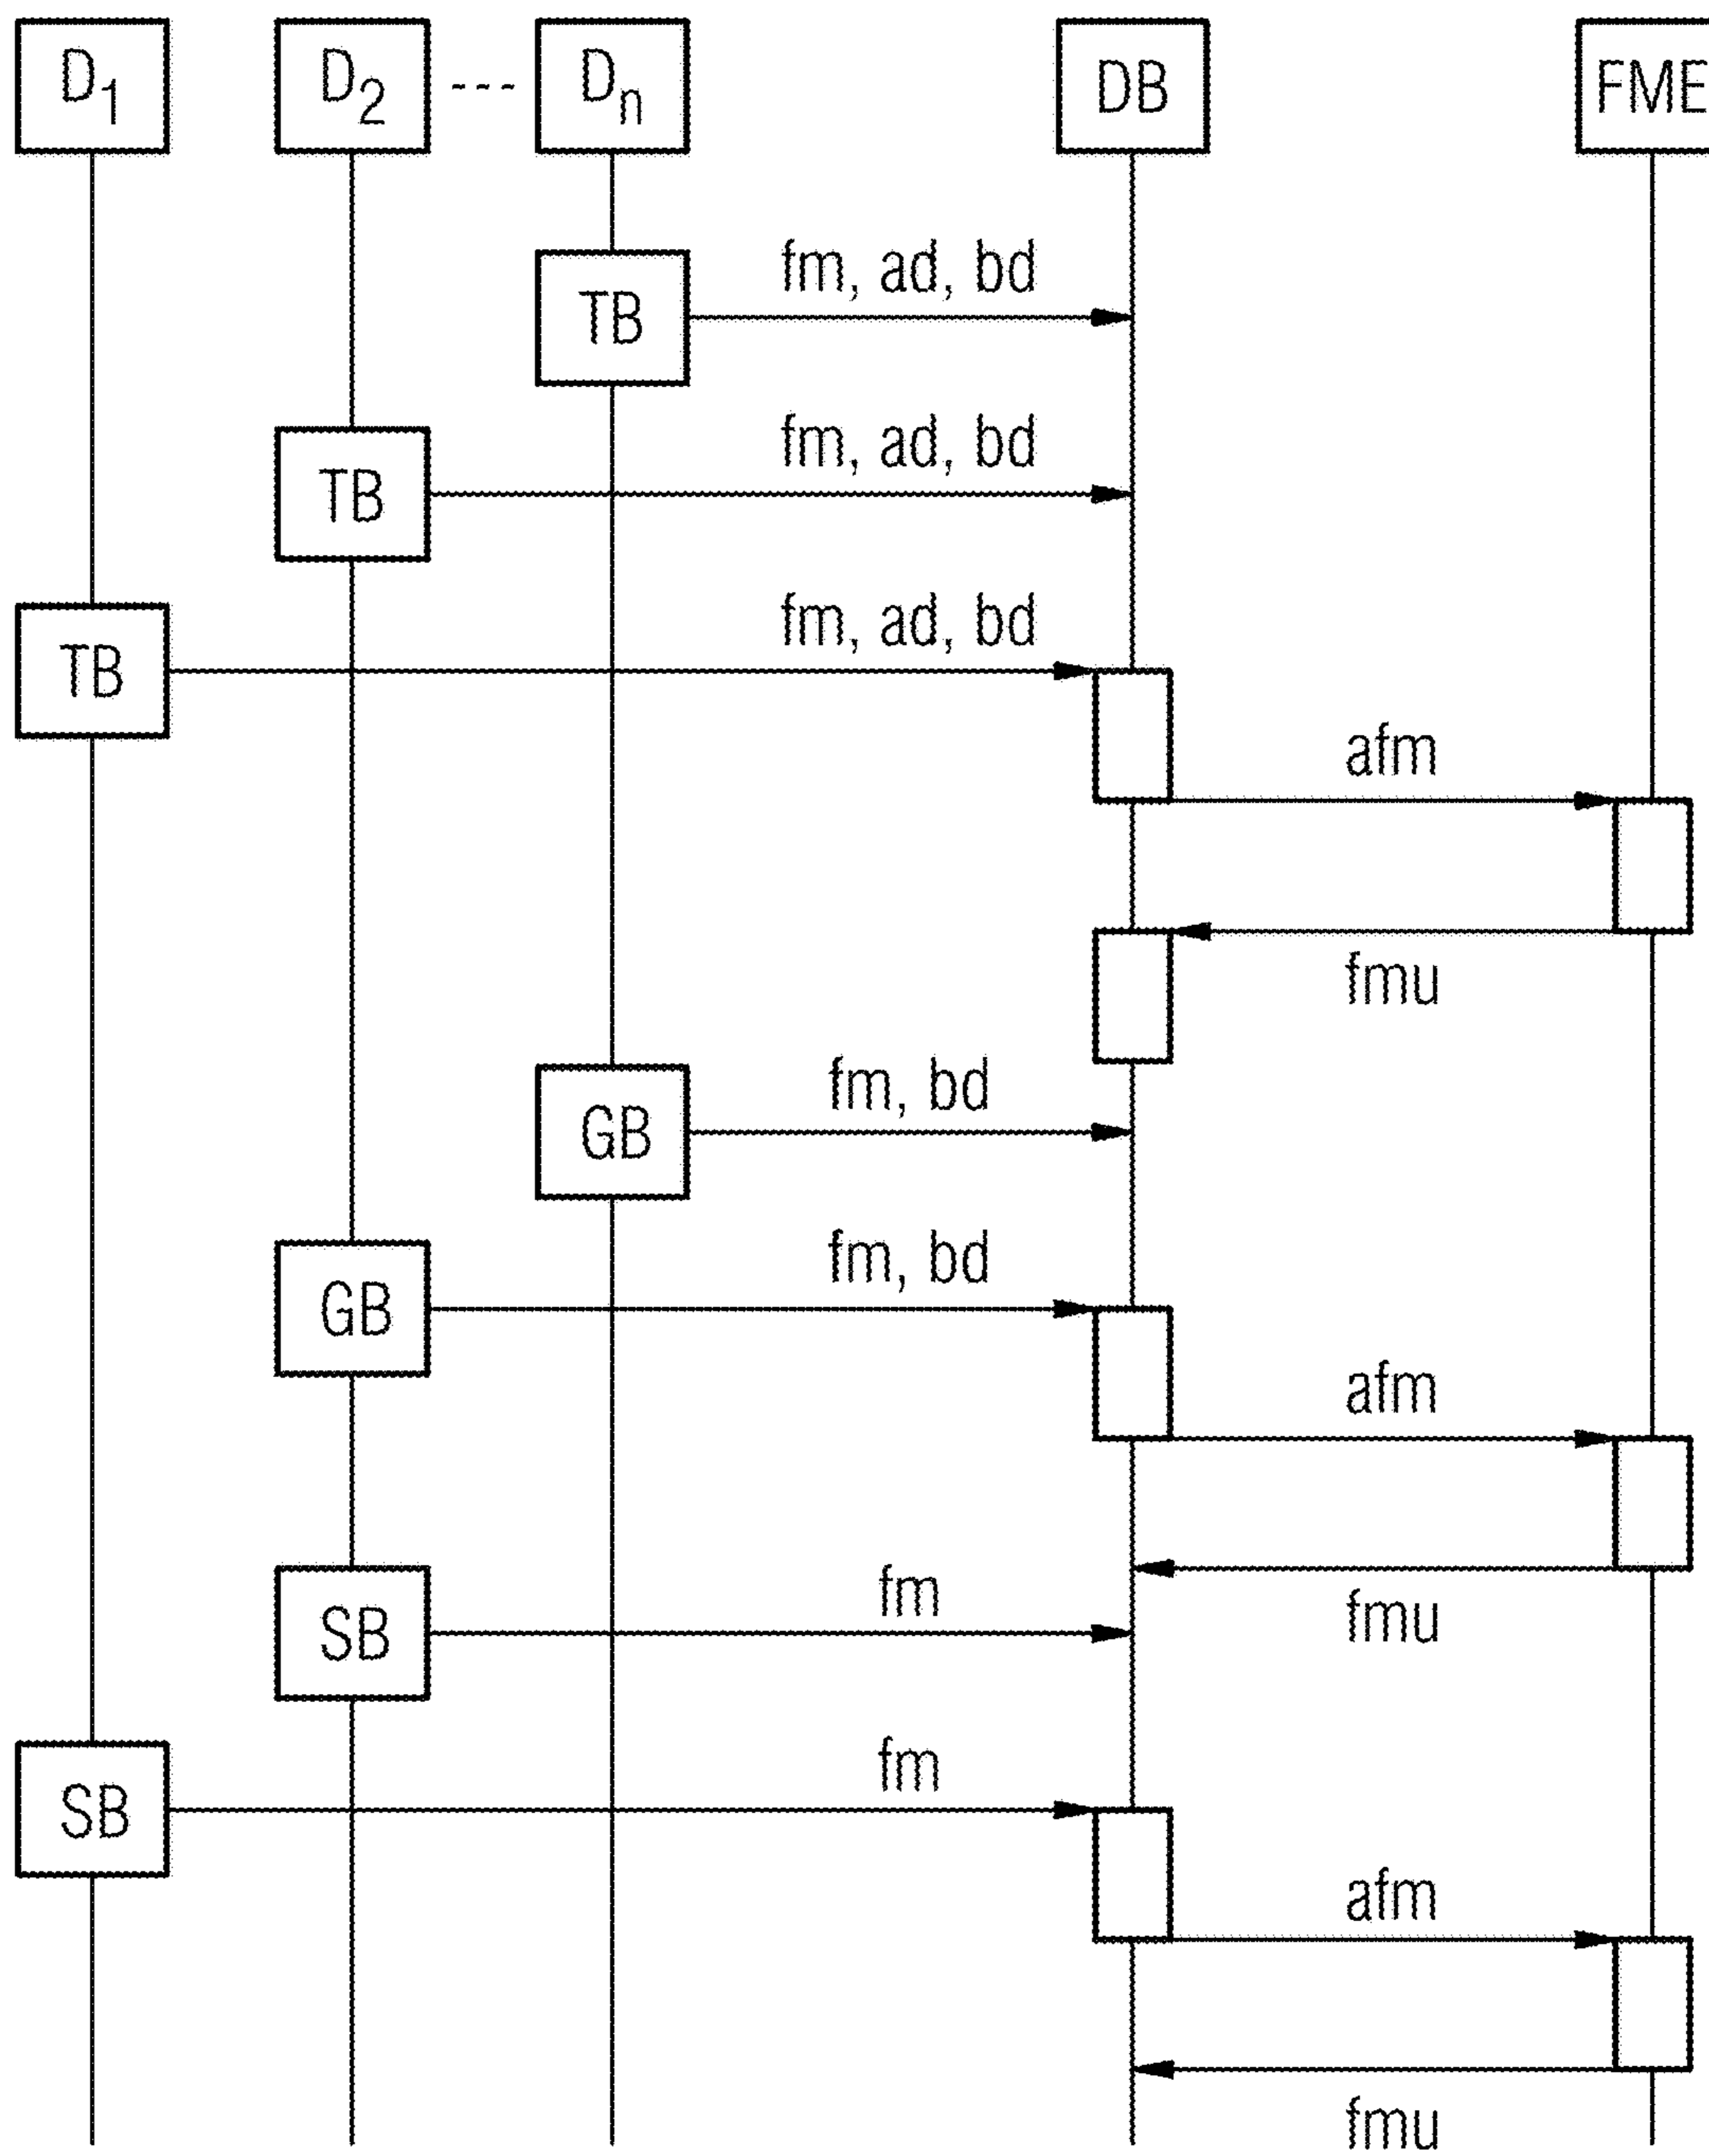 D1 D2 --- Dn DB FME
fm, ad, bd
TB
fm, ad, bd
TB
fm, ad, bd
TB
afm
fmu
fm, bd
GB
fm, bd
GB
afm
fm
fmu
SB
fm
SB
afm
fmu